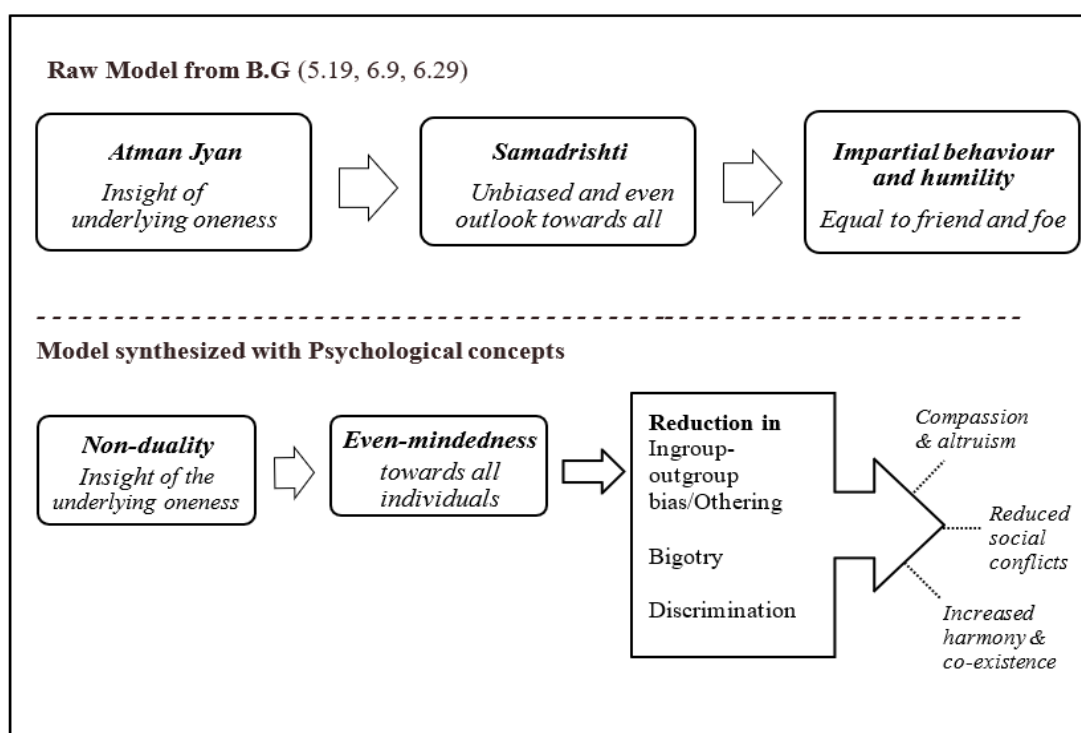 Raw Model from B.G (5.19, 6.9, 6.29)
Atman Jyan
Insight of
underlying oneness
Samadrishti
Unbiased and even
outlook towards all
Impartial behaviour
and humility
Equal to friend and foe
Model synthesized with Psychological concepts
Non-duality
Insight of the
underlying oneness
Even-mindedness
towards all
individuals
Reduction in
Ingroup-
outgroup
bias/Othering
Bigotry
Discrimination
Compassion
& altruism
Reduced
social
conflicts
Increased
harmony &
co-existence